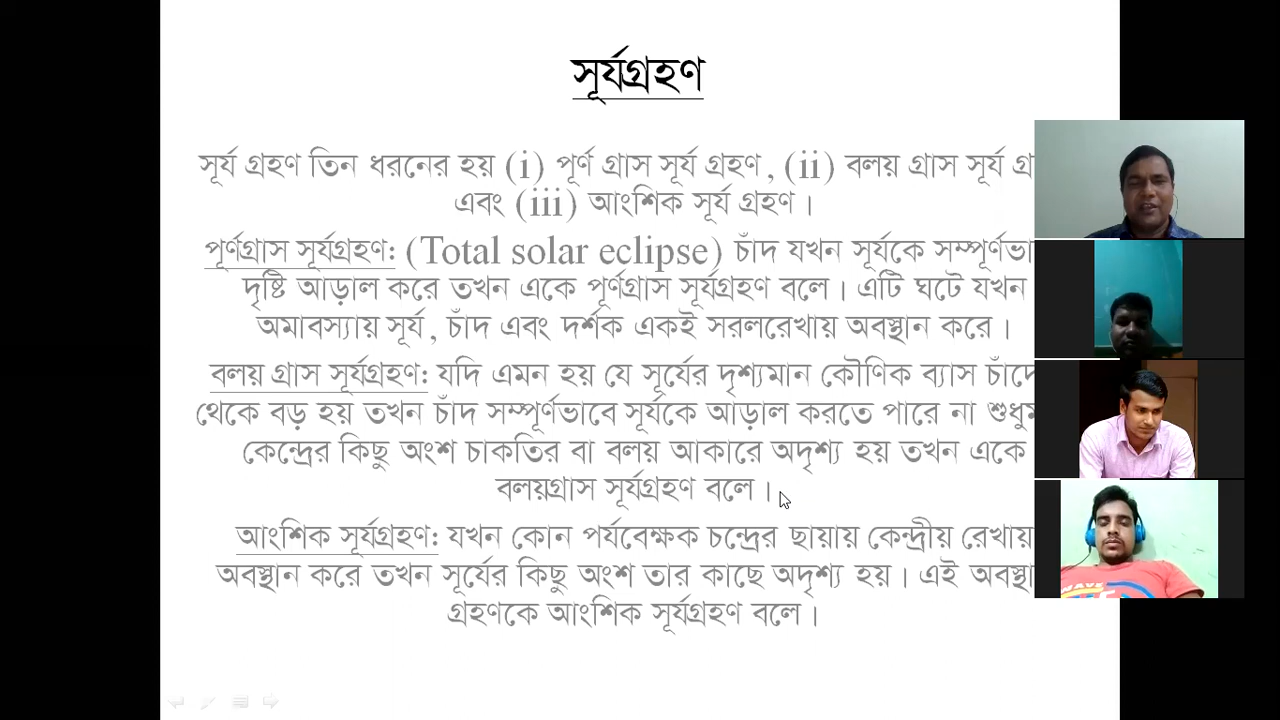 সূর্যগ্রহণ
সূর্য গ্রহণ তিন ধরনের হয় (i) পূর্ণ গ্রাস সূর্য গ্রহণ , (ii) বলয় গ্রাস সূর্য
এবং (iii) আংশিক সূর্য গ্রহণ ।
পূর্ণগ্রাস সূর্যগ্রহণ: (Total solar eclipse) চাঁদ যখন সূর্যকে
দৃষ্টি আড়াল করে তখন একে পূর্ণগ্রাস সূর্যগ্রহণ বলে । এটি ঘটে যখন
অমাবস্যায় সূর্য , চাঁদ এবং দর্শক একই সরলরেখায় অবস্থান করে ।
বলয় গ্রাস সূর্যগ্রহণ: যদি এমন হয় যে সূর্যের দৃশ্যমান কৌণিক ব্যাস
থেকে বড় হয় তখন চাঁদ সম্পূর্ণভাবে সূর্যকে আড়াল করতে পারে না
কেন্দ্রের কিছু অংশ চাকতির বা বলয় আকারে অদৃশ্য হয় তখন একে
বলয়গ্রাস সূর্যগ্রহণ বলে ।
আংশিক সূর্যগ্রহণ: যখন কোন পর্যবেক্ষক চন্দ্রের ছায়ায় কেন্দ্রীয় রেখায়
অবস্থান করে তখন সূর্যের কিছু অংশ তার কাছে অদৃশ্য হয় । এই
গ্রহণকে আংশিক সূর্যগ্রহণ বলে ।